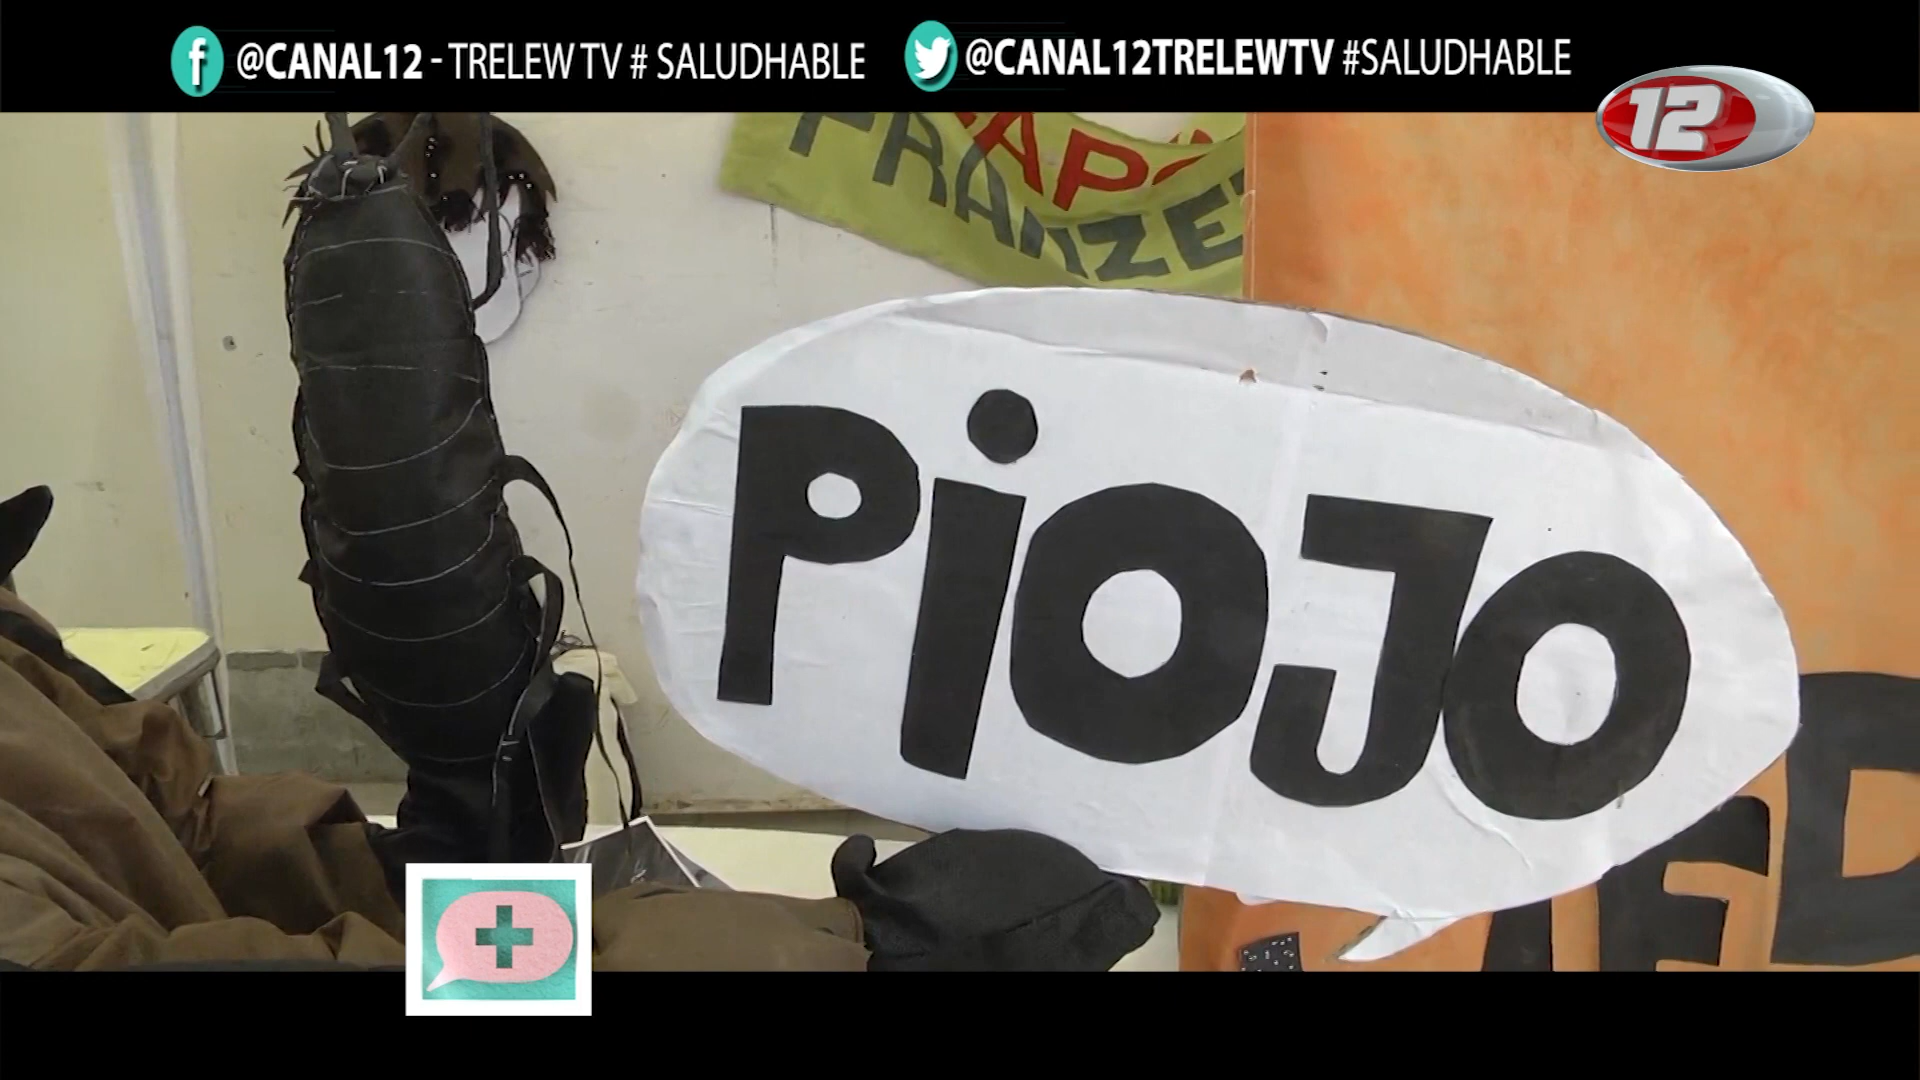 @CANAL12 - TRELEW TV # SALUDHABLE
@CANAL12TRELEWTV #SALUDHABLE
12
PiOJO